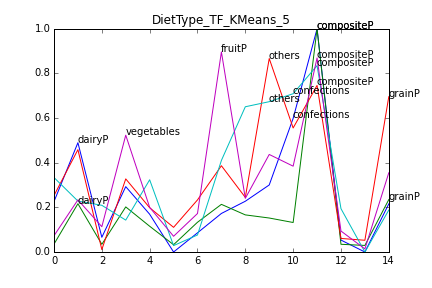 DietType_TF_KMeans_5
1.0
0.8
0.6
0.4
0.2
0.0
0
2
4
6
8
10
12
14
compositeP
compositeP
fruitP
others
compositeP
compositeP
compositeP
confections
grainP
others
confections
vegetables
dairyP
grainP
dairyP